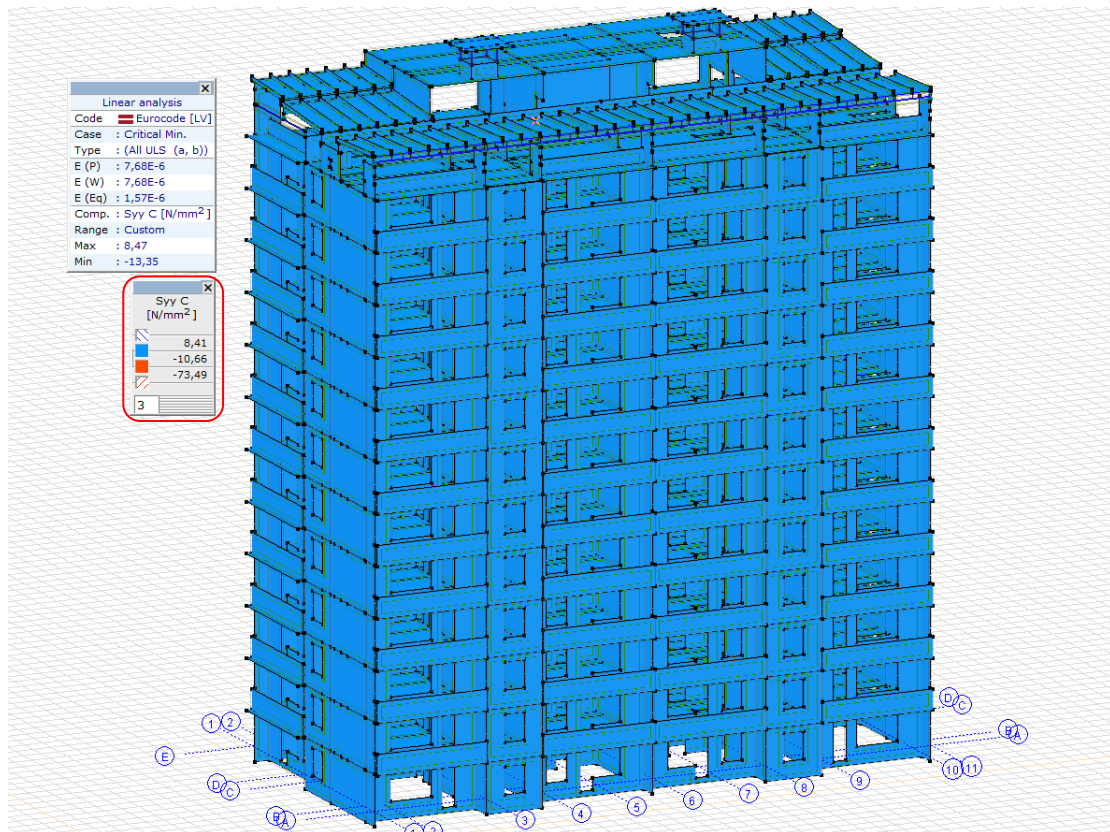 Linear analysis
Code Eurocode [LV]
Case : Critical Min.
Type : (All ULS (a, b))
E (P) : 7,68E-6
E (W) : 7,68E-6
E (Eq) : 1,57E-6
Comp. : Syy C [N/mm²]
Range : Custom
Max : 8,47
Min : -13,35
Syy C
[N/mm²]
8,41
-10,66
-73,49
3
1
2
E
D
C
B
A
1
2
3
4
5
6
7
8
9
10
11
B
A
D
C